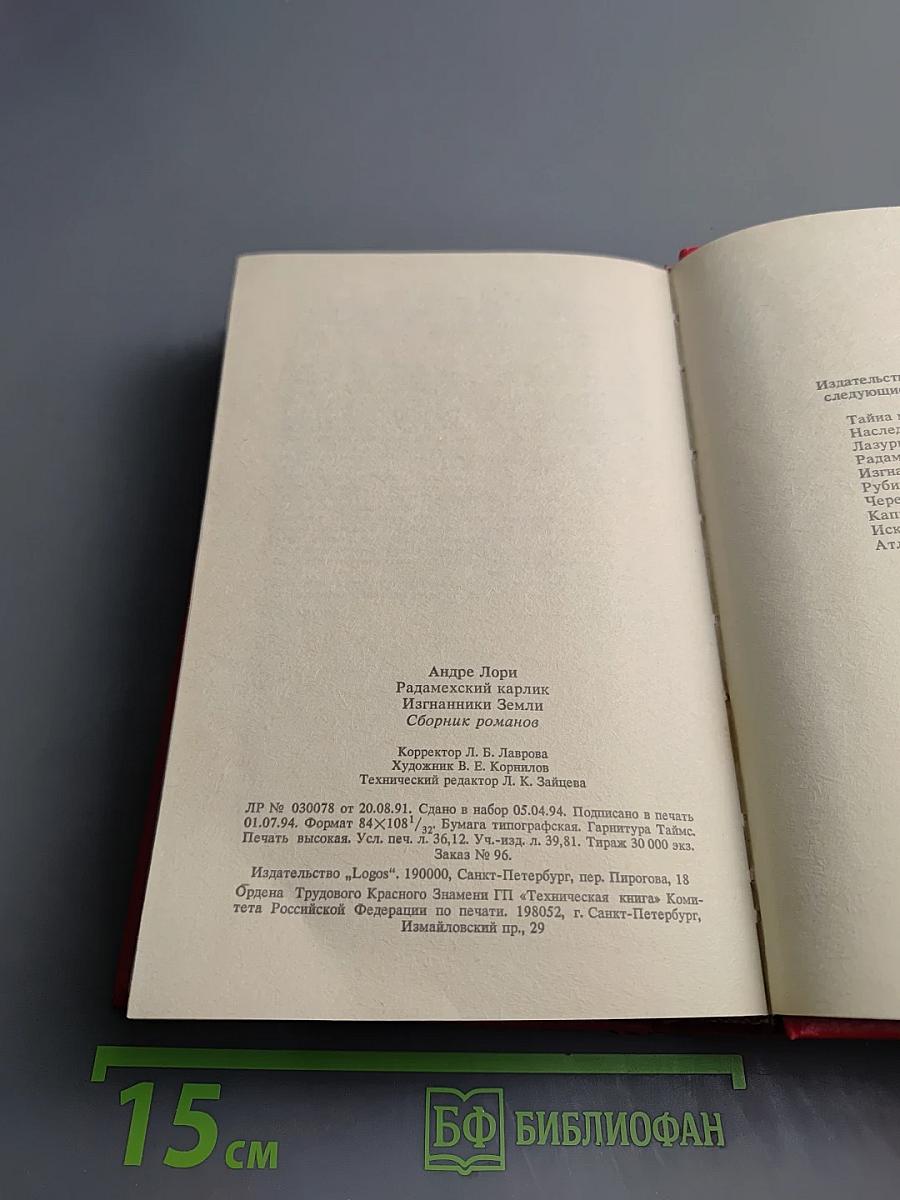 Андре Лори
Радамехский карлик
Изгнанники Земли
Сборник романов
Корректор Л. Б. Лаврова
Художник В. Е. Корнилов
Технический редактор Л. К. Зайцева
ЛР № 030078 от 20.08.91. Сдано в набор 05.04.94. Подписано в печать
01.07.94. Формат 84×108¹/₃₂. Бумага типографская. Гарнитура Таймс.
Печать высокая. Усл. печ. л. 36,12. Уч.-изд. л. 39,81. Тираж 30 000 экз.
Заказ № 96.
Издательство „Logos“. 190000, Санкт-Петербург, пер. Пирогова, 18
Ордена Трудового Красного Знамени ГП «Техническая книга» Коми-
тета Российской Федерации по печати. 198052, г. Санкт-Петербург,
Измайловский пр., 29
Тайна
15 см
БФ БИБЛИОФАН